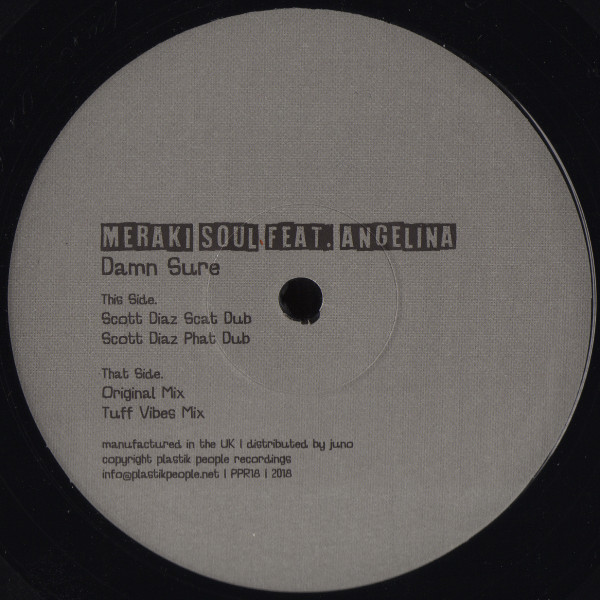 MERAKI SOUL FEAT. ANGELINA
Damn Sure
This Side.
Scott Diaz Scat Dub
Scott Diaz Phat Dub
That Side.
Original Mix
Tuff Vibes Mix
manufactured in the UK | distributed by juno
copyright plastik people recordings
info@plastikpeople.net | PPR18 | 2018